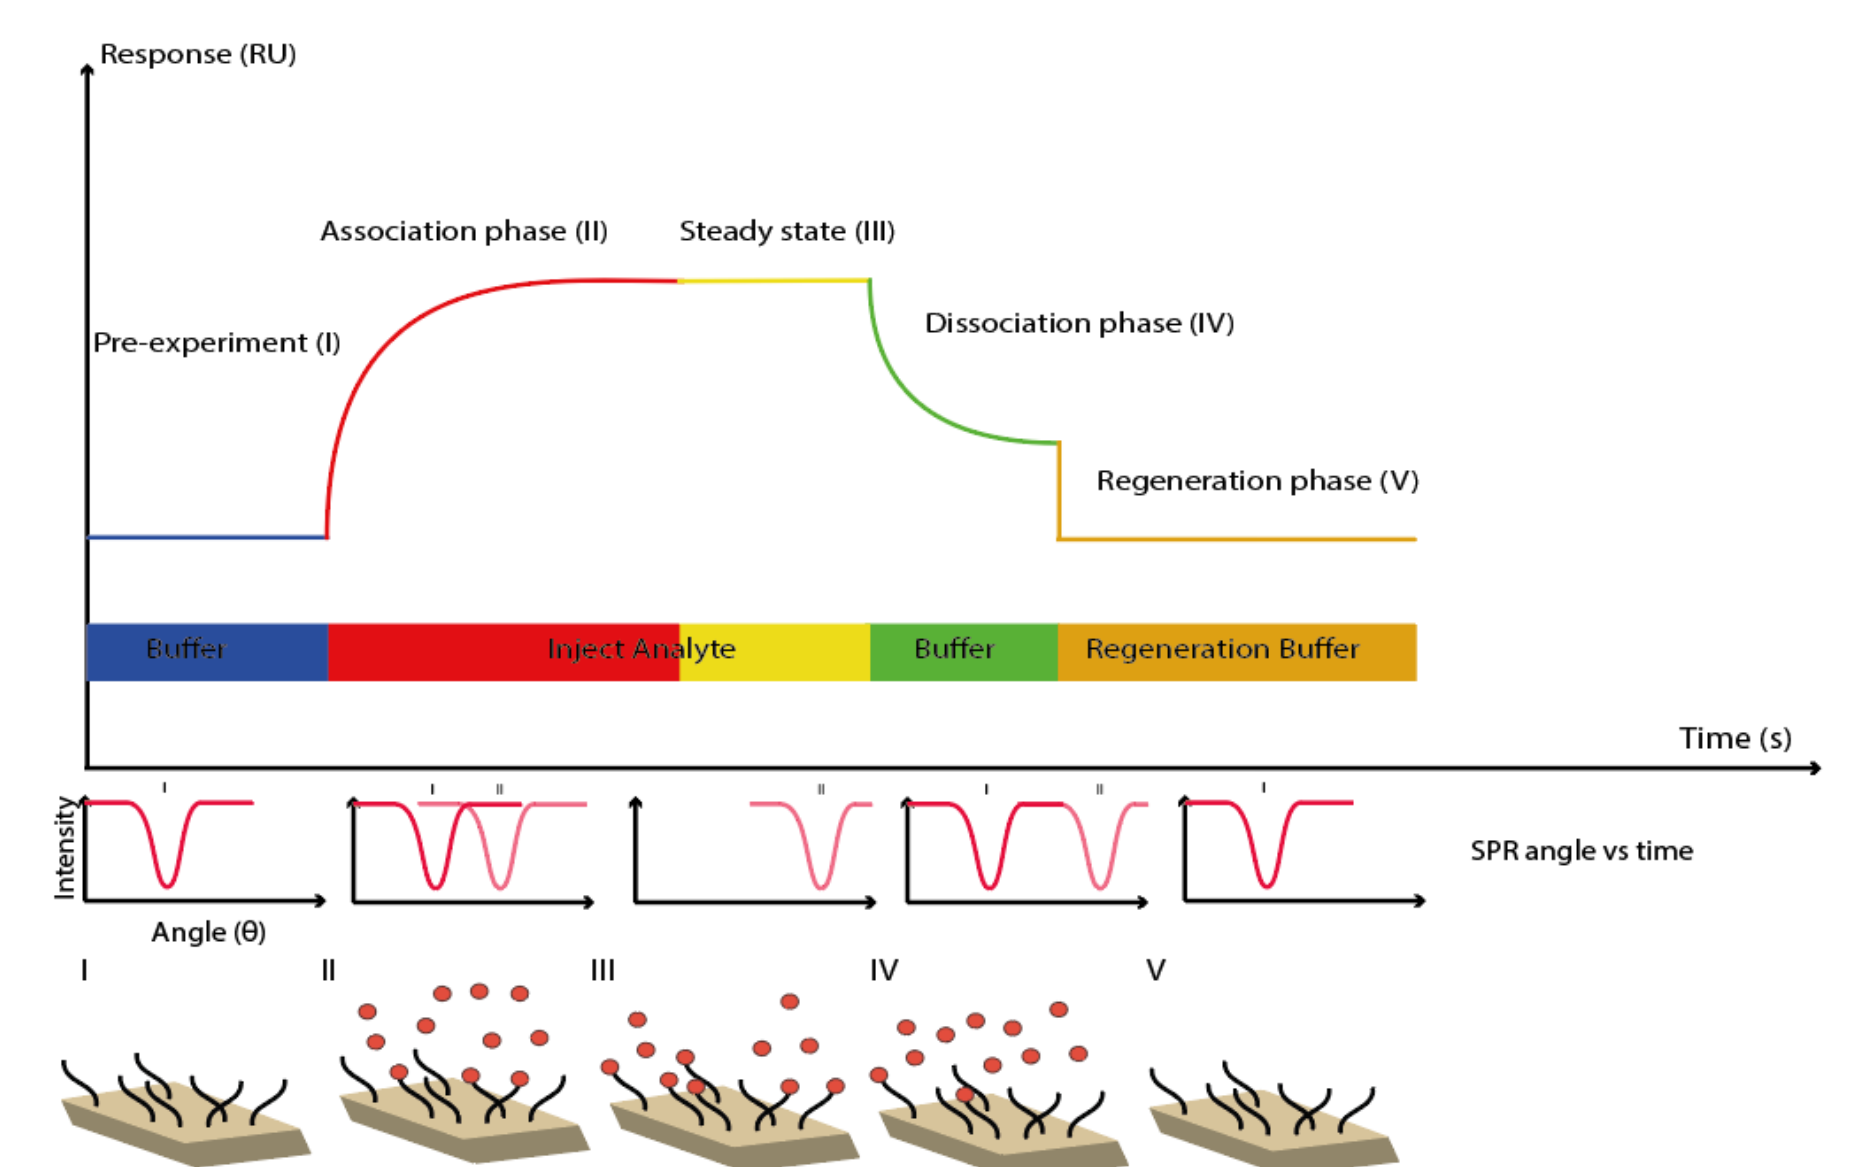 Response (RU)
Association phase (II)
Steady state (III)
Dissociation phase (IV)
Pre-experiment (I)
Regeneration phase (V)
Buffer
Inject Analyte
Buffer
Regeneration Buffer
Time (s)
I
I
II
II
I
II
I
Intensity
SPR angle vs time
Angle (θ)
I
II
III
IV
V